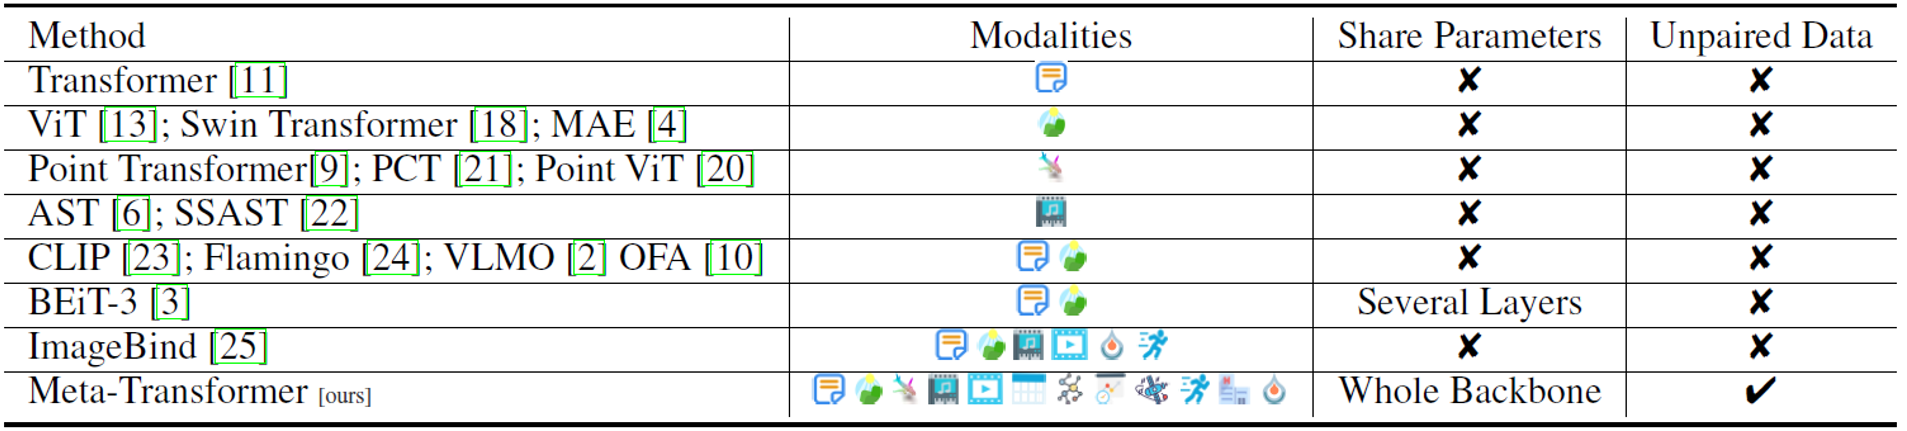 Method Modalities Share Parameters Unpaired Data
Transformer [11] ✘ ✘
ViT [13]; Swin Transformer [18]; MAE [4] ✘ ✘
Point Transformer[9]; PCT [21]; Point ViT [20] ✘ ✘
AST [6]; SSAST [22] ✘ ✘
CLIP [23]; Flamingo [24]; VLMO [2] OFA [10] ✘ ✘
BEiT-3 [3] Several Layers ✘
ImageBind [25] ✘ ✘
Meta-Transformer [ours] Whole Backbone ✔